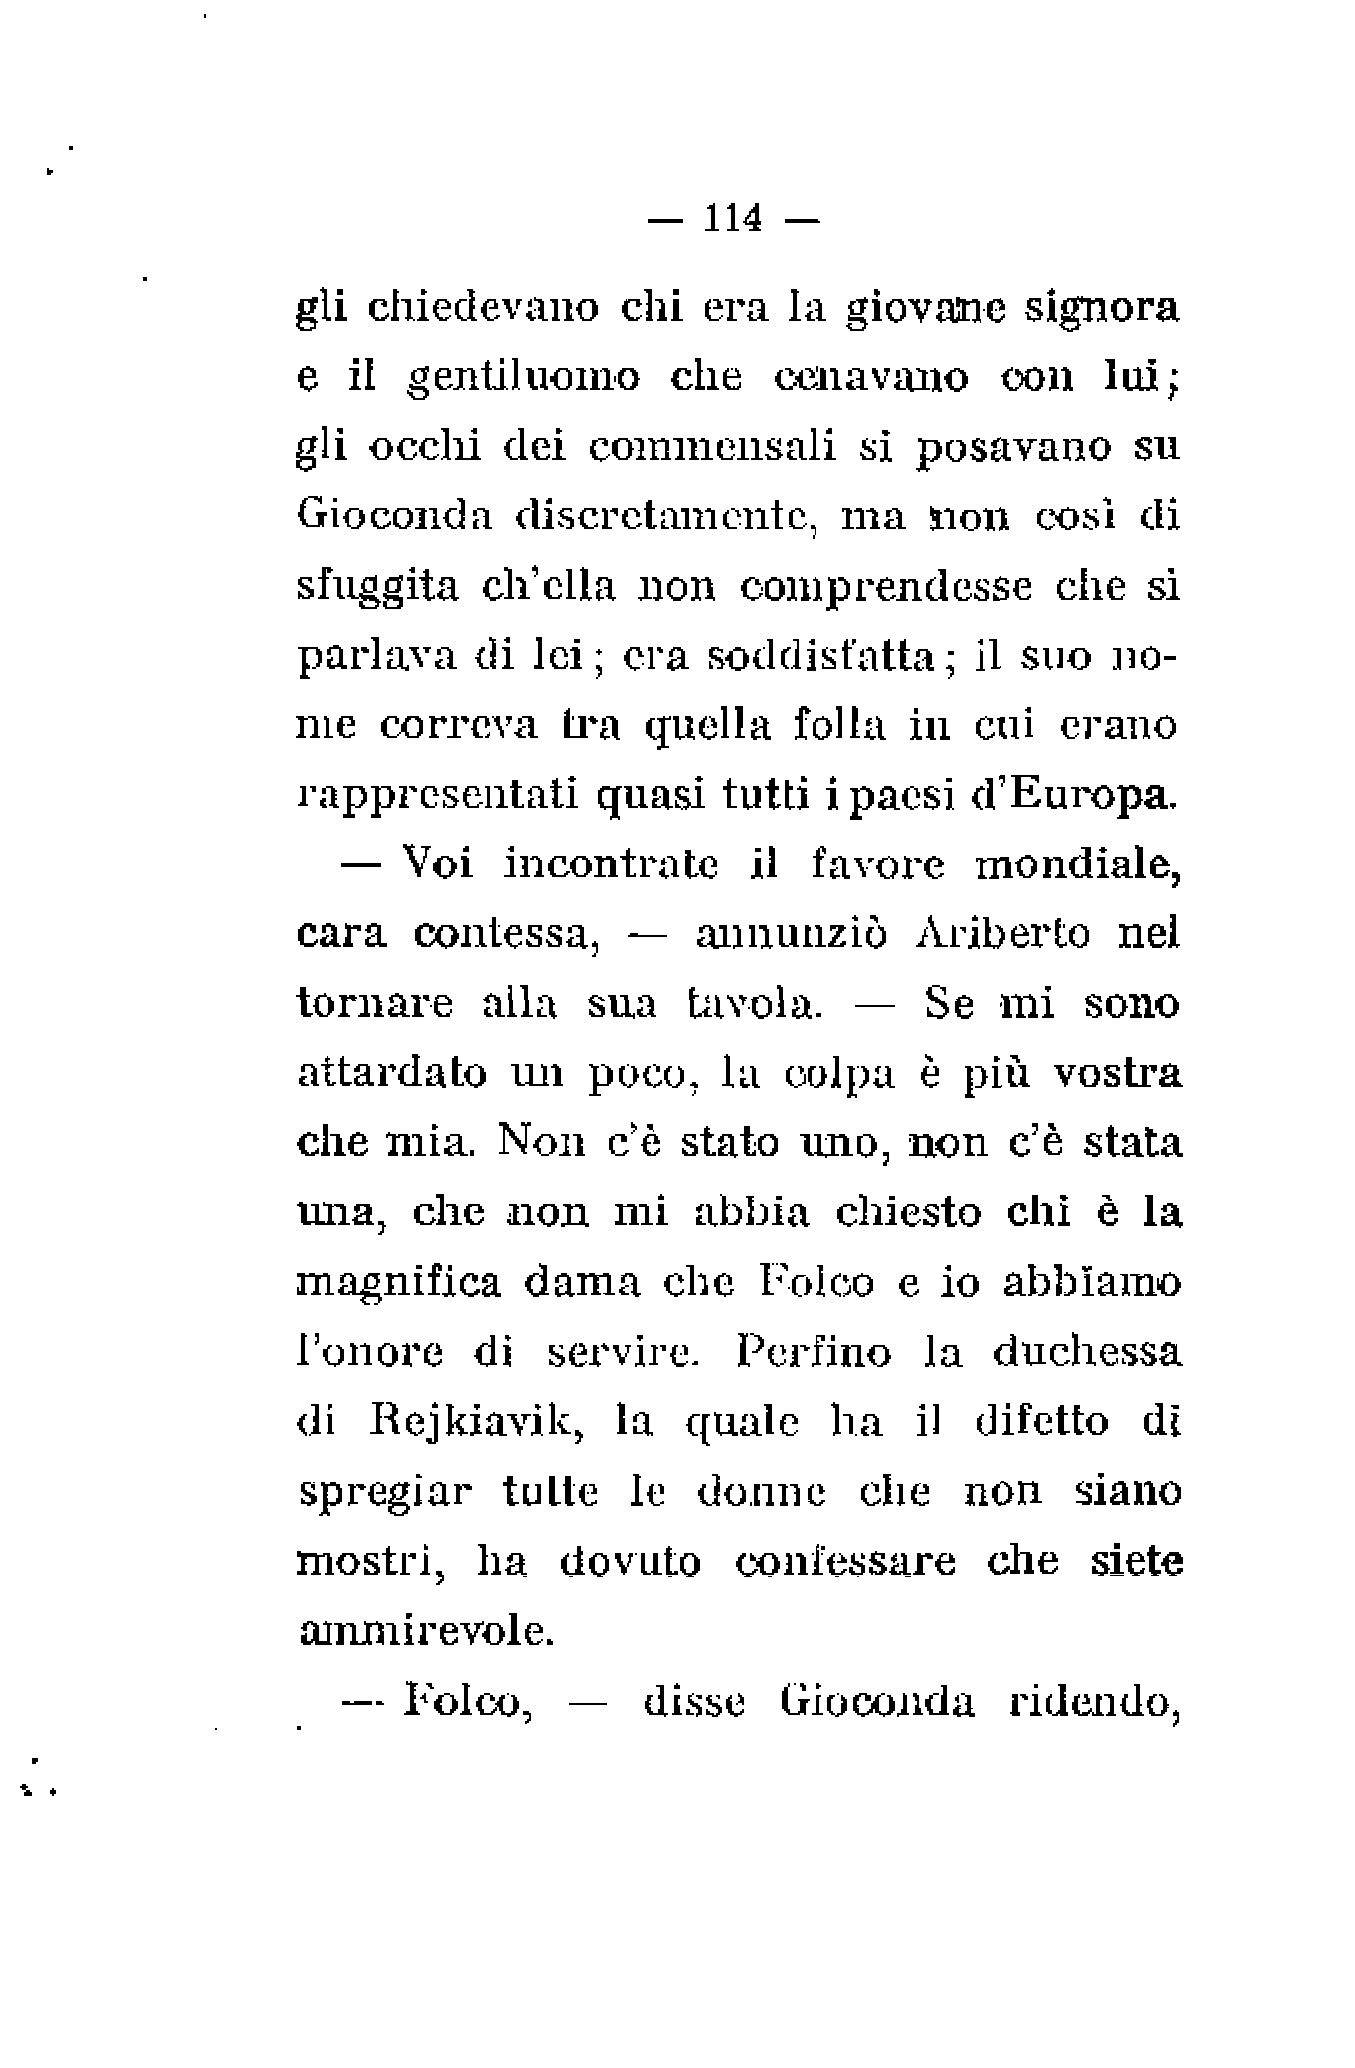 — 114 —
gli chiedevano chi era la giovane signora
e il gentiluomo che cenavano con lui;
gli occhi dei commensali si posavano su
Gioconda discretamente, ma non così di
sfuggita ch'ella non comprendesse che si
parlava di lei; era soddisfatta; il suo no-
me correva tra quella folla in cui erano
rappresentati quasi tutti i paesi d'Europa.
— Voi incontrate il favore mondiale,
cara contessa, — annunziò Ariberto nel
tornare alla sua tavola. — Se mi sono
attardato un poco, la colpa è più vostra
che mia. Non c'è stato uno, non c'è stata
una, che non mi abbia chiesto chi è la
magnifica dama che Folco e io abbiamo
l'onore di servire. Perfino la duchessa
di Rejkiavik, la quale ha il difetto di
spregiar tutte le donne che non siano
mostri, ha dovuto confessare che siete
ammirevole.
— Folco, — disse Gioconda ridendo,